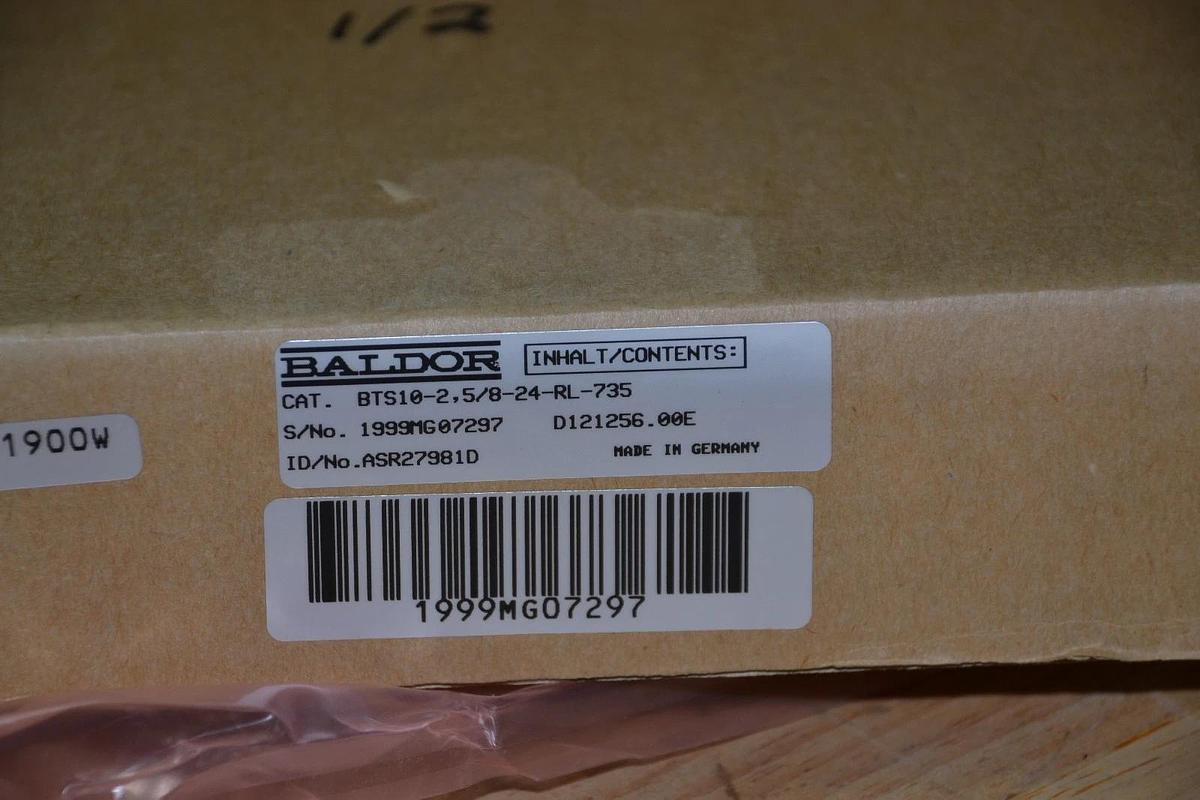 1/2
BALDOR INHALT/CONTENTS:
CAT. BTS10-2,5/8-24-RL-735
S/No. 1999MG07297 D121256.00E
ID/No.ASR27981D MADE IN GERMANY
1900W
1999MG07297